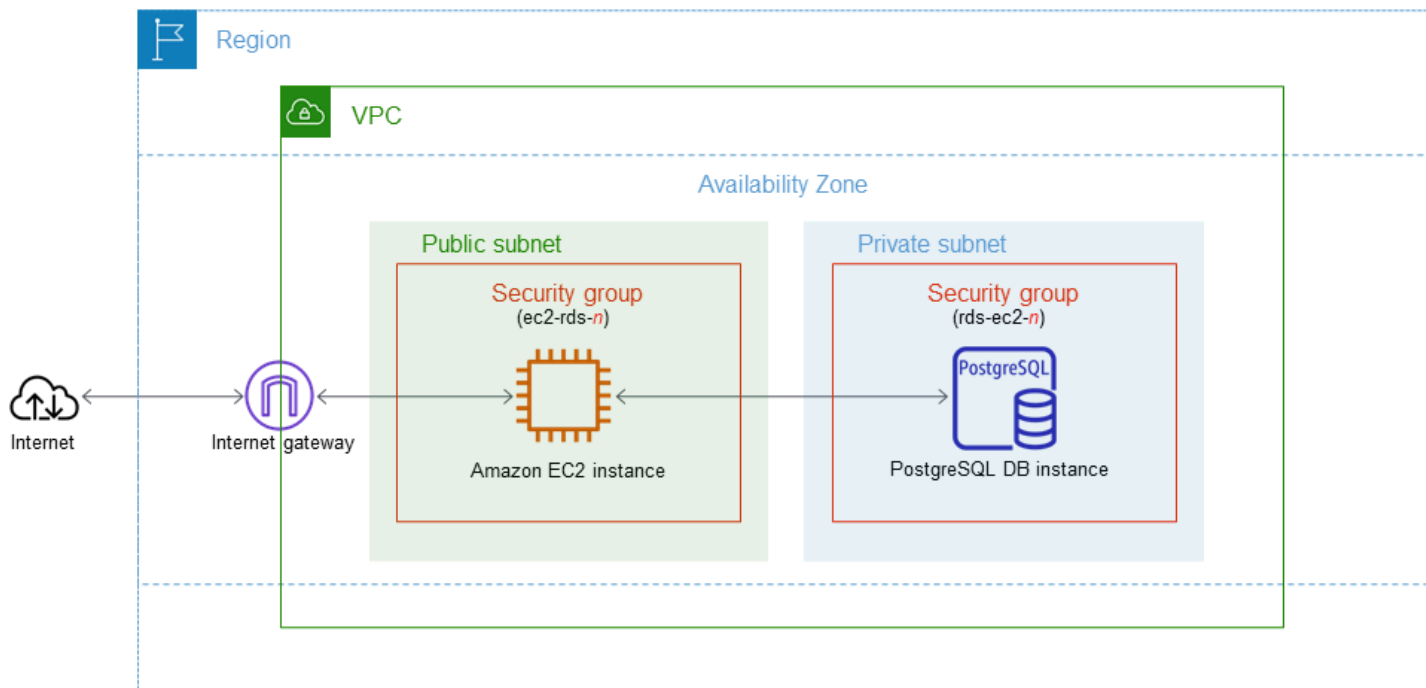 Region
VPC
Availability Zone
Public subnet
Private subnet
Security group
(ec2-rds-n)
Security group
(rds-ec2-n)
PostgreSQL
Internet
Internet gateway
Amazon EC2 instance
PostgreSQL DB instance